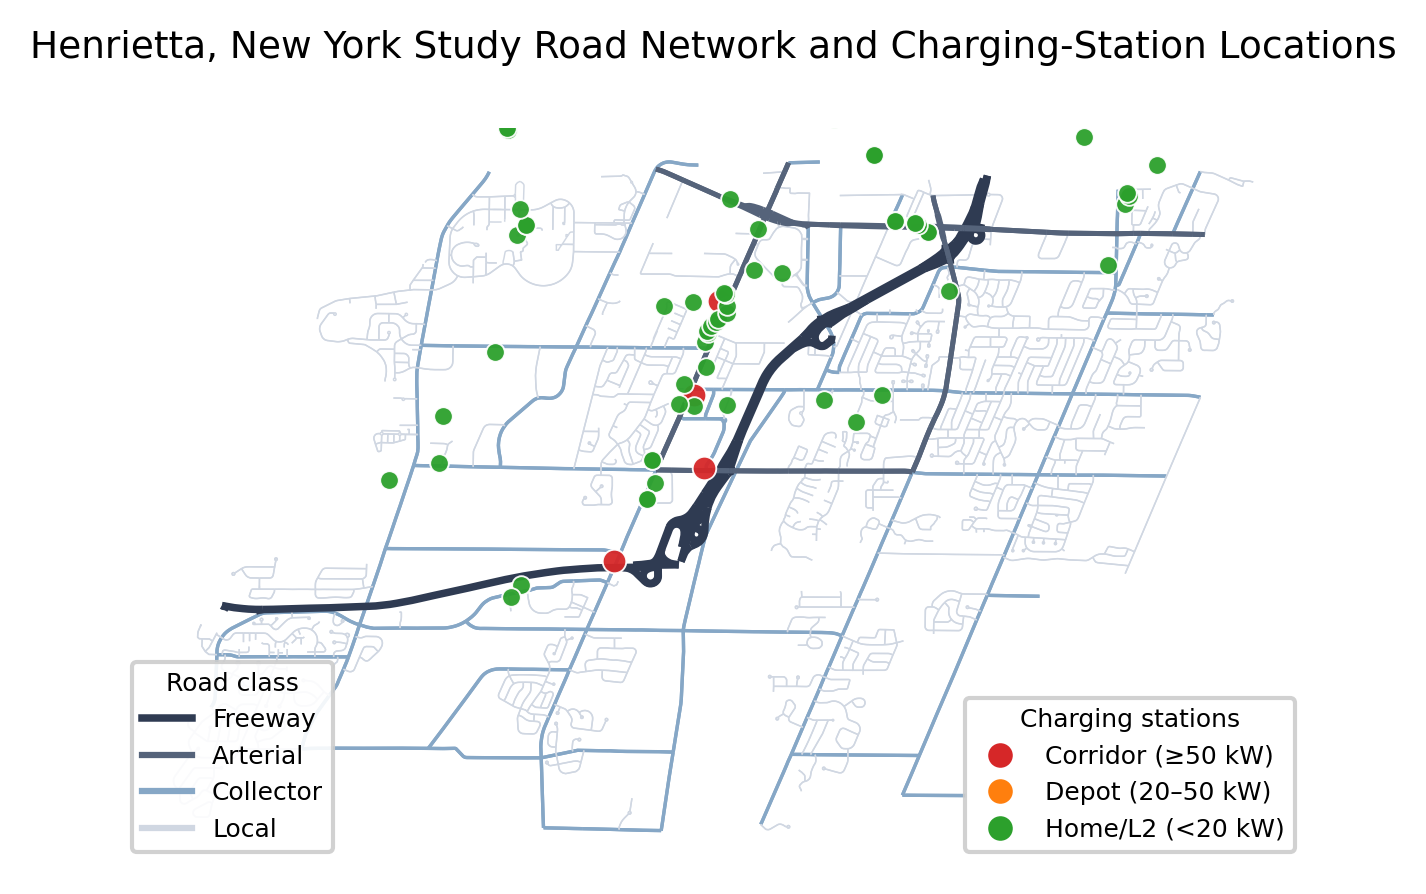 Henrietta, New York Study Road Network and Charging-Station Locations
Road class
Freeway
Arterial
Collector
Local
Charging stations
Corridor (≥50 kW)
Depot (20–50 kW)
Home/L2 (<20 kW)